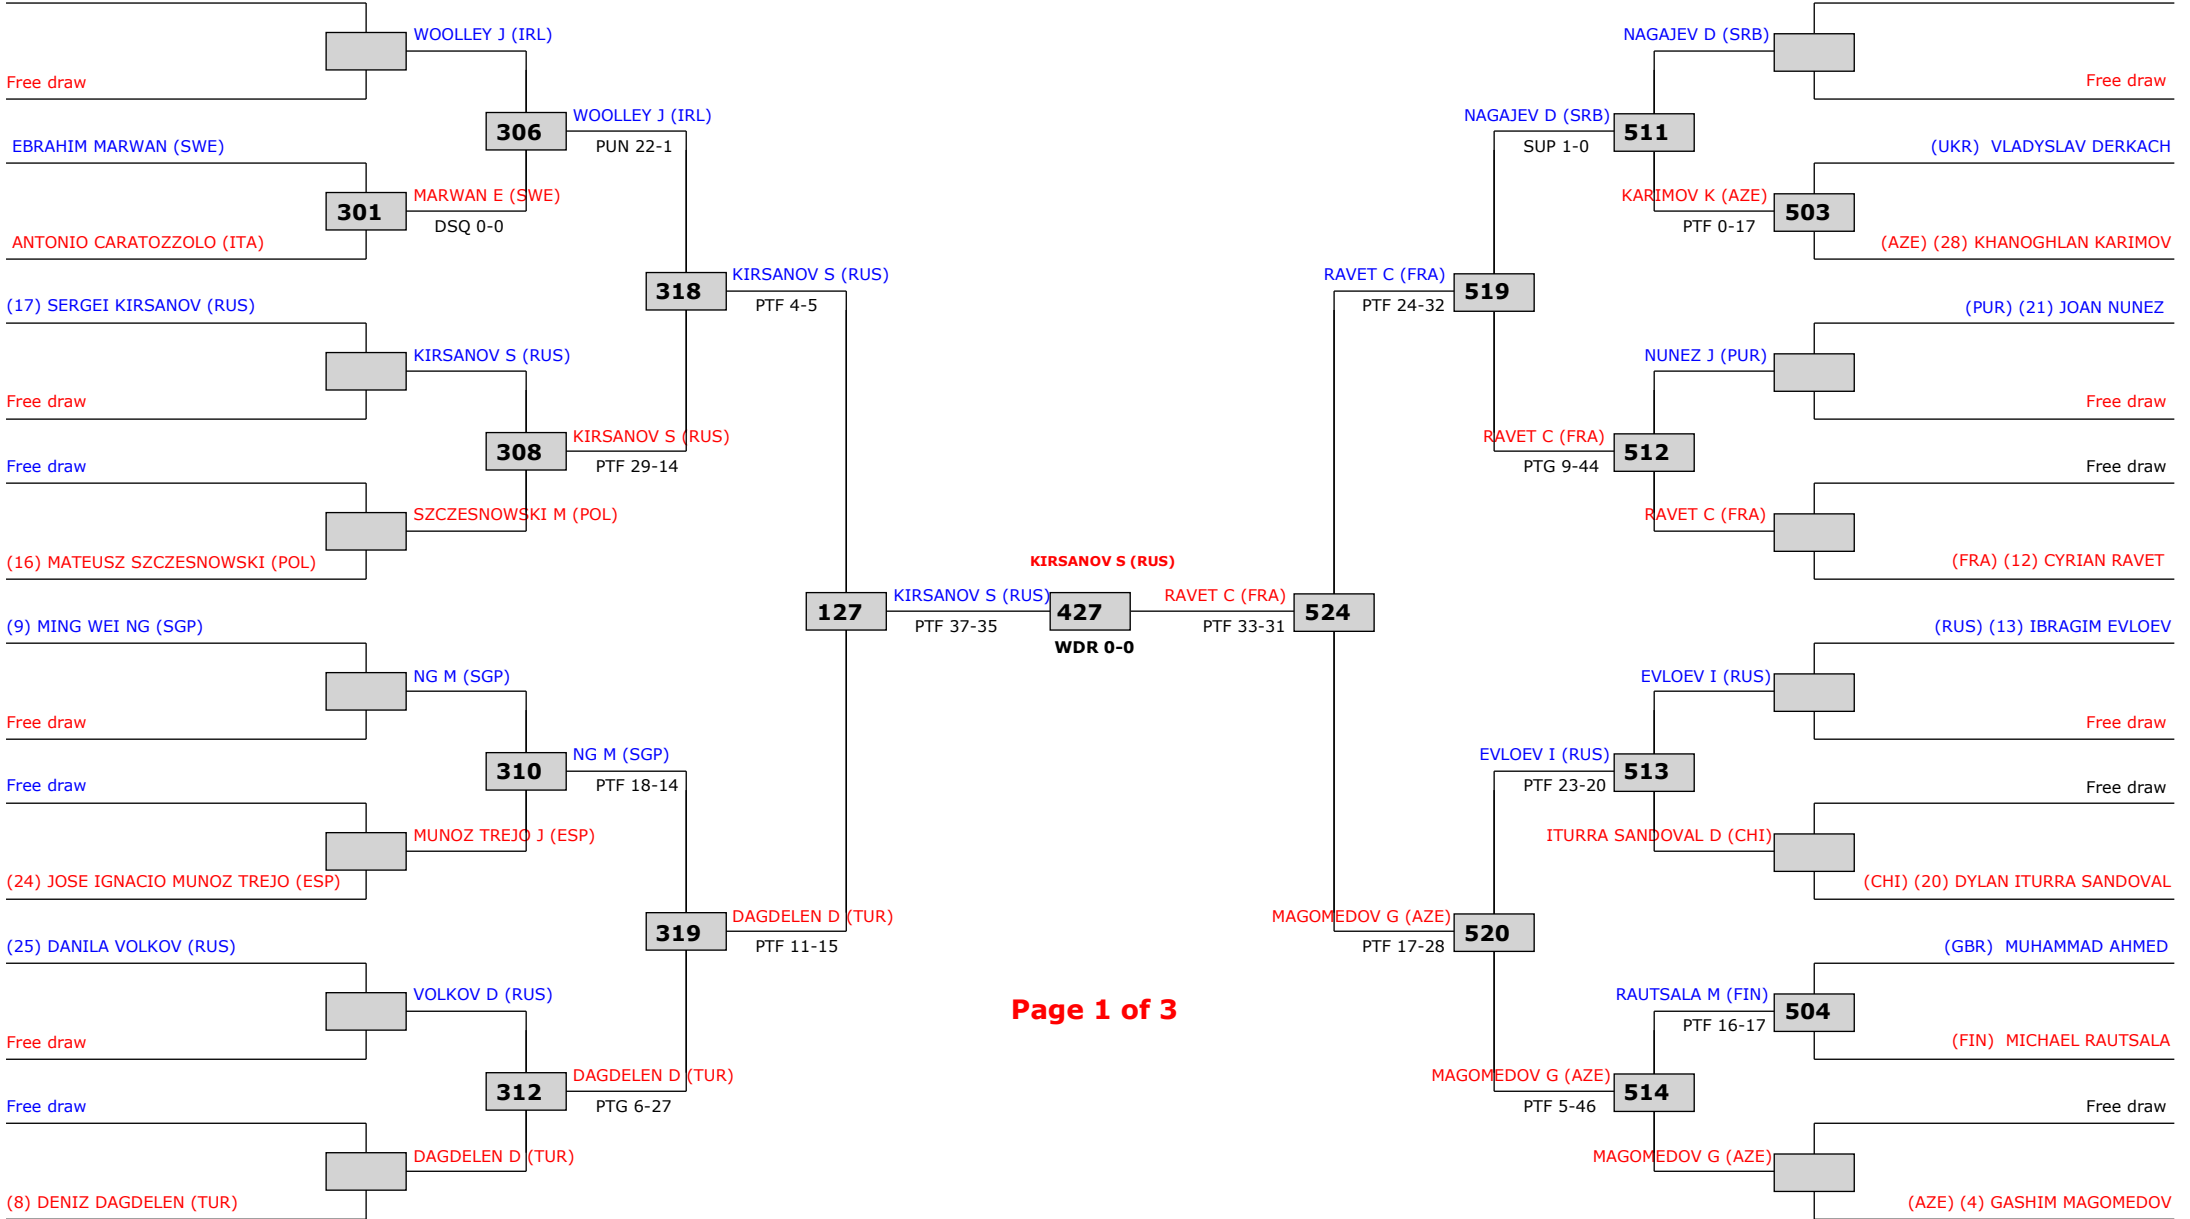 WOOLLEY J (IRL)
Free draw
306
WOOLLEY J (IRL)
PUN 22-1
EBRAHIM MARWAN (SWE)
301
MARWAN E (SWE)
DSQ 0-0
ANTONIO CARATOZZOLO (ITA)
318
KIRSANOV S (RUS)
PTF 4-5
(17) SERGEI KIRSANOV (RUS)
KIRSANOV S (RUS)
Free draw
308
KIRSANOV S (RUS)
PTF 29-14
Free draw
SZCZESNOWSKI M (POL)
(16) MATEUSZ SZCZESNOWSKI (POL)
127
KIRSANOV S (RUS)
PTF 37-35
(9) MING WEI NG (SGP)
NG M (SGP)
Free draw
310
NG M (SGP)
PTF 18-14
Free draw
MUNOZ TREJO J (ESP)
(24) JOSE IGNACIO MUNOZ TREJO (ESP)
319
DAGDELEN D (TUR)
PTF 11-15
(25) DANILA VOLKOV (RUS)
VOLKOV D (RUS)
Free draw
312
DAGDELEN D (TUR)
PTG 6-27
Free draw
DAGDELEN D (TUR)
(8) DENIZ DAGDELEN (TUR)
KIRSANOV S (RUS)
427
WDR 0-0
Page 1 of 3
NAGAJEV D (SRB)
Free draw
NAGAJEV D (SRB)
511
SUP 1-0
(UKR) VLADYSLAV DERKACH
KARIMOV K (AZE)
503
PTF 0-17
(AZE) (28) KHANOGHLAN KARIMOV
RAVET C (FRA)
519
PTF 24-32
(PUR) (21) JOAN NUNEZ
NUNEZ J (PUR)
Free draw
RAVET C (FRA)
512
PTG 9-44
Free draw
RAVET C (FRA)
(FRA) (12) CYRIAN RAVET
RAVET C (FRA)
524
PTF 33-31
(RUS) (13) IBRAGIM EVLOEV
EVLOEV I (RUS)
Free draw
EVLOEV I (RUS)
513
PTF 23-20
Free draw
ITURRA SANDOVAL D (CHI)
(CHI) (20) DYLAN ITURRA SANDOVAL
MAGOMEDOV G (AZE)
520
PTF 17-28
(GBR) MUHAMMAD AHMED
RAUTSALA M (FIN)
504
PTF 16-17
(FIN) MICHAEL RAUTSALA
MAGOMEDOV G (AZE)
514
PTF 5-46
Free draw
MAGOMEDOV G (AZE)
(AZE) (4) GASHIM MAGOMEDOV